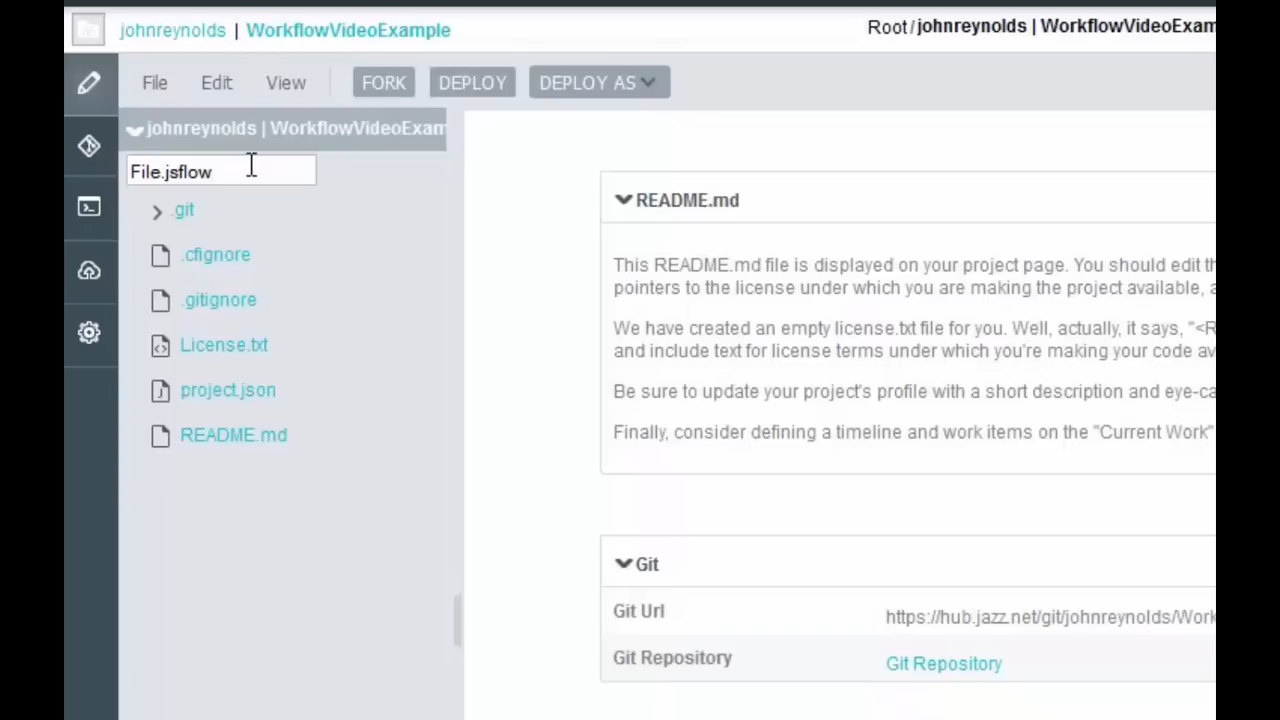 johnreynolds | WorkflowVideoExample
Root/johnreynolds | WorkflowVideoExam
File Edit View FORK DEPLOY DEPLOY AS
johnreynolds | WorkflowVideoExam
File.jsflow
.git
.cfignore
.gitignore
License.txt
project.json
README.md
README.md
This README.md file is displayed on your project page. You should edit th
pointers to the license under which you are making the project available, a
We have created an empty license.txt file for you. Well, actually, it says, "<R
and include text for license terms under which you're making your code av
Be sure to update your project's profile with a short description and eye-ca
Finally, consider defining a timeline and work items on the "Current Work"
Git
Git Url https://hub.jazz.net/git/johnreynolds/Work
Git Repository Git Repository